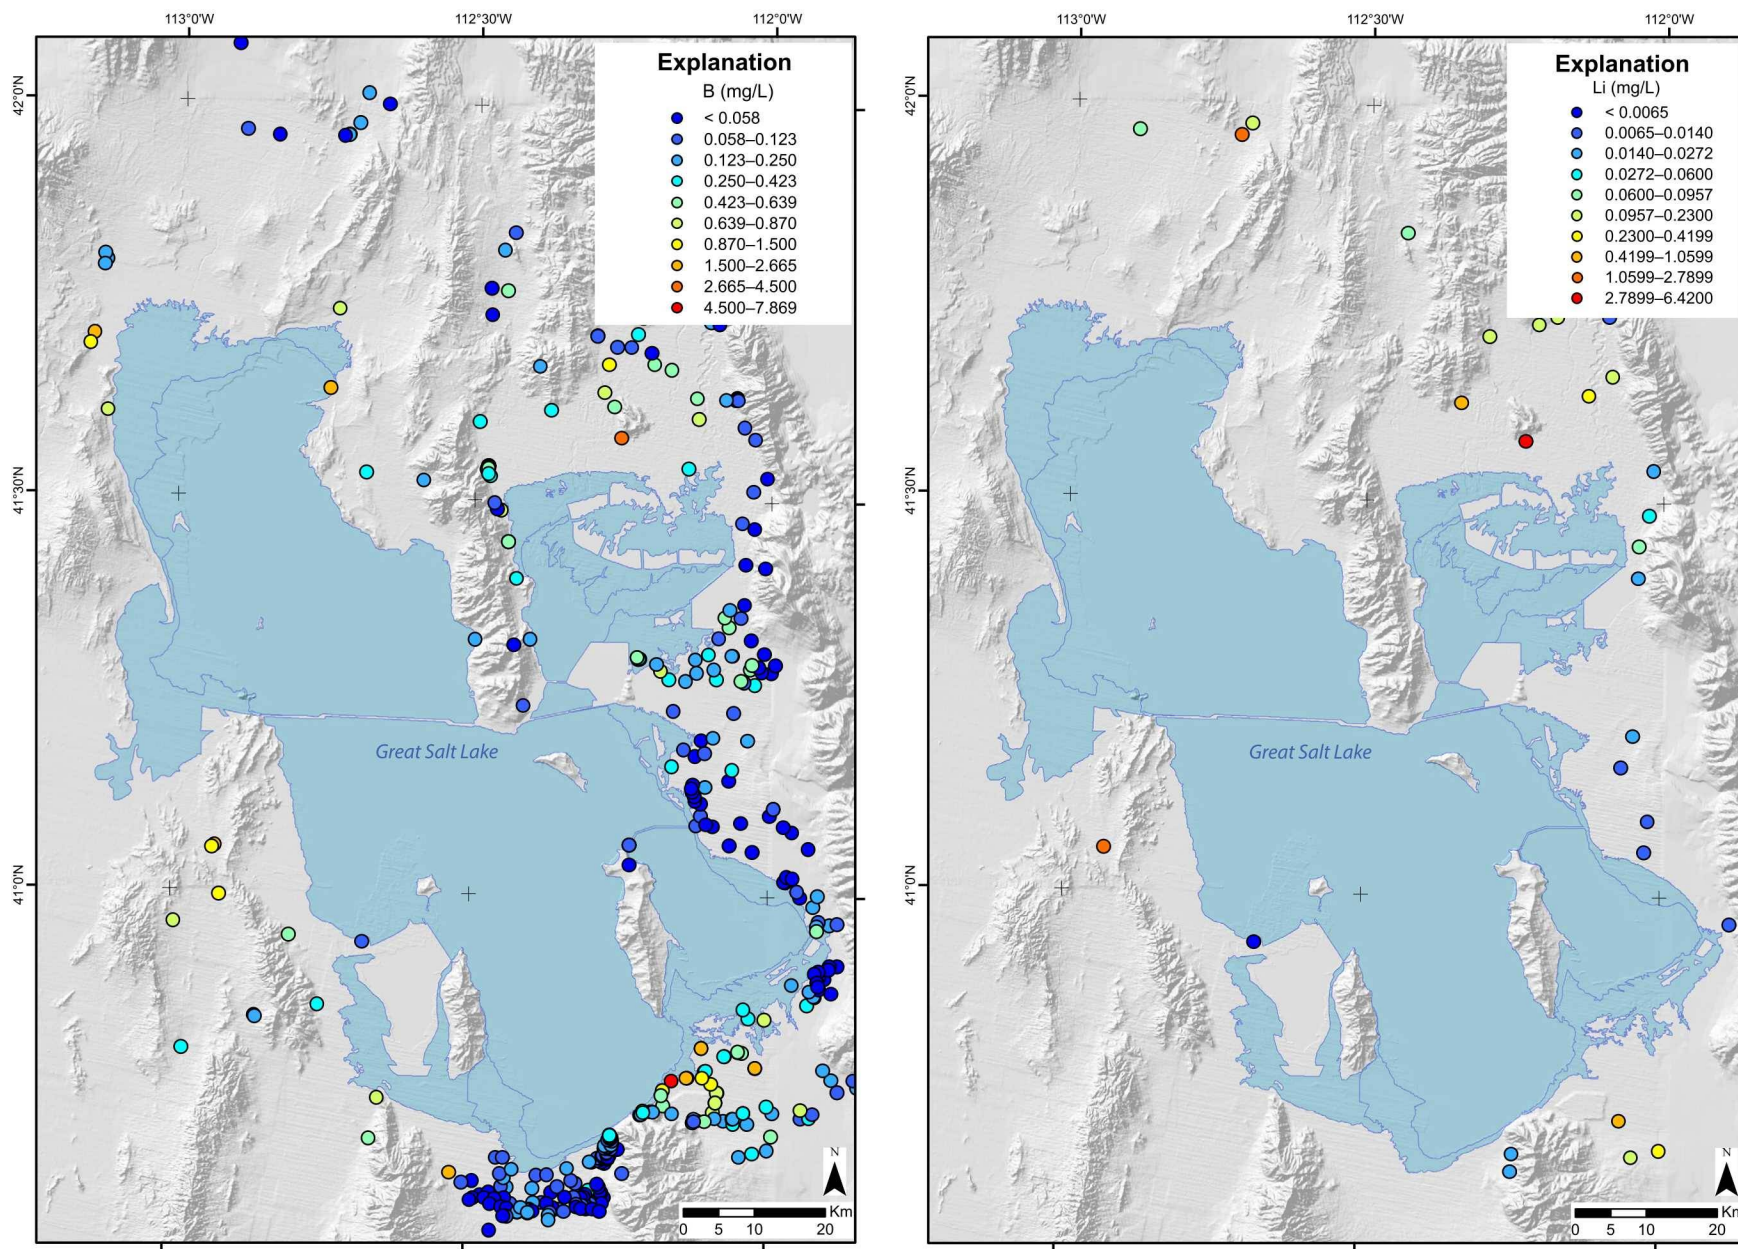 113°0'W 112°30'W 112°0'W
113°0'W 112°30'W 112°0'W
Explanation
B (mg/L)
< 0.058
0.058–0.123
0.123–0.250
0.250–0.423
0.423–0.639
0.639–0.870
0.870–1.500
1.500–2.665
2.665–4.500
4.500–7.869
42°0'N
41°30'N
41°0'N
Great Salt Lake
N
Km
0 5 10 20
Explanation
Li (mg/L)
< 0.0065
0.0065–0.0140
0.0140–0.0272
0.0272–0.0600
0.0600–0.0957
0.0957–0.2300
0.2300–0.4199
0.4199–1.0599
1.0599–2.7899
2.7899–6.4200
42°0'N
41°30'N
41°0'N
Great Salt Lake
N
Km
0 5 10 20